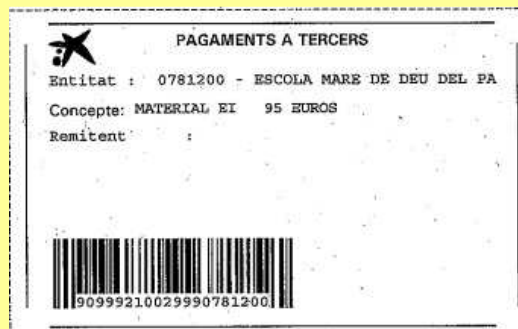 PAGAMENTS A TERCERS
Entitat : 0781200 - ESCOLA MARE DE DEU DEL PA
Concepte: MATERIAL EI 95 EUROS
Remitent :
90999210029990781200